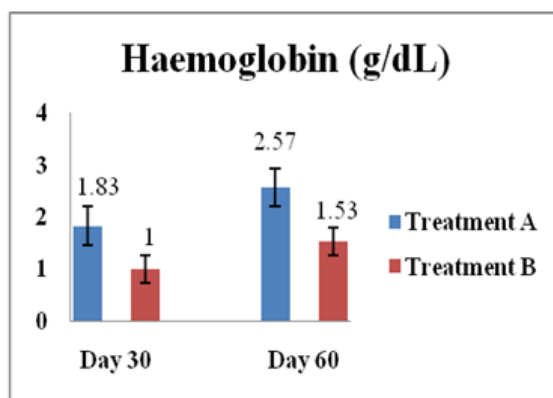 Haemoglobin (g/dL)
4
3
2
1
0
1.83
1
2.57
1.53
Day 30
Day 60
Treatment A
Treatment B